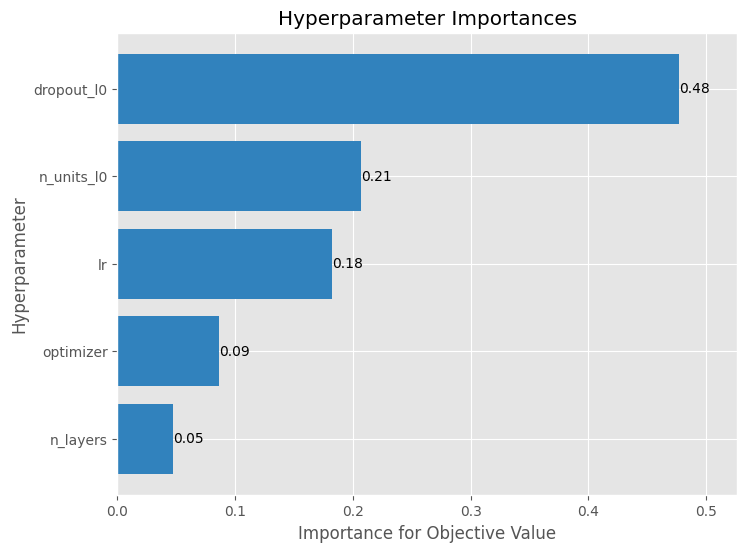 Hyperparameter Importances
Hyperparameter
dropout_l0
0.48
n_units_l0
0.21
lr
0.18
optimizer
0.09
n_layers
0.05
0.0 0.1 0.2 0.3 0.4 0.5
Importance for Objective Value